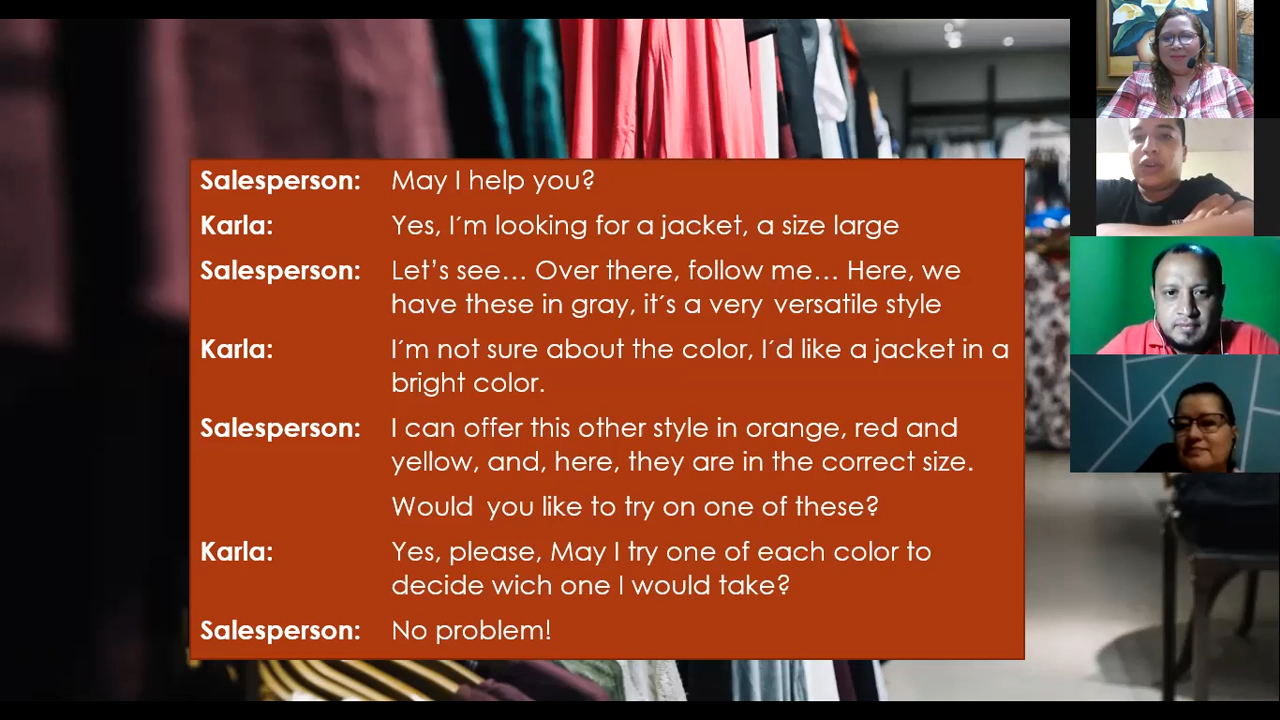 Salesperson: May I help you?
Karla: Yes, I´m looking for a jacket, a size large
Salesperson: Let’s see… Over there, follow me… Here, we
have these in gray, it´s a very versatile style
Karla: I´m not sure about the color, I´d like a jacket in a
bright color.
Salesperson: I can offer this other style in orange, red and
yellow, and, here, they are in the correct size.
Would you like to try on one of these?
Karla: Yes, please, May I try one of each color to
decide wich one I would take?
Salesperson: No problem!